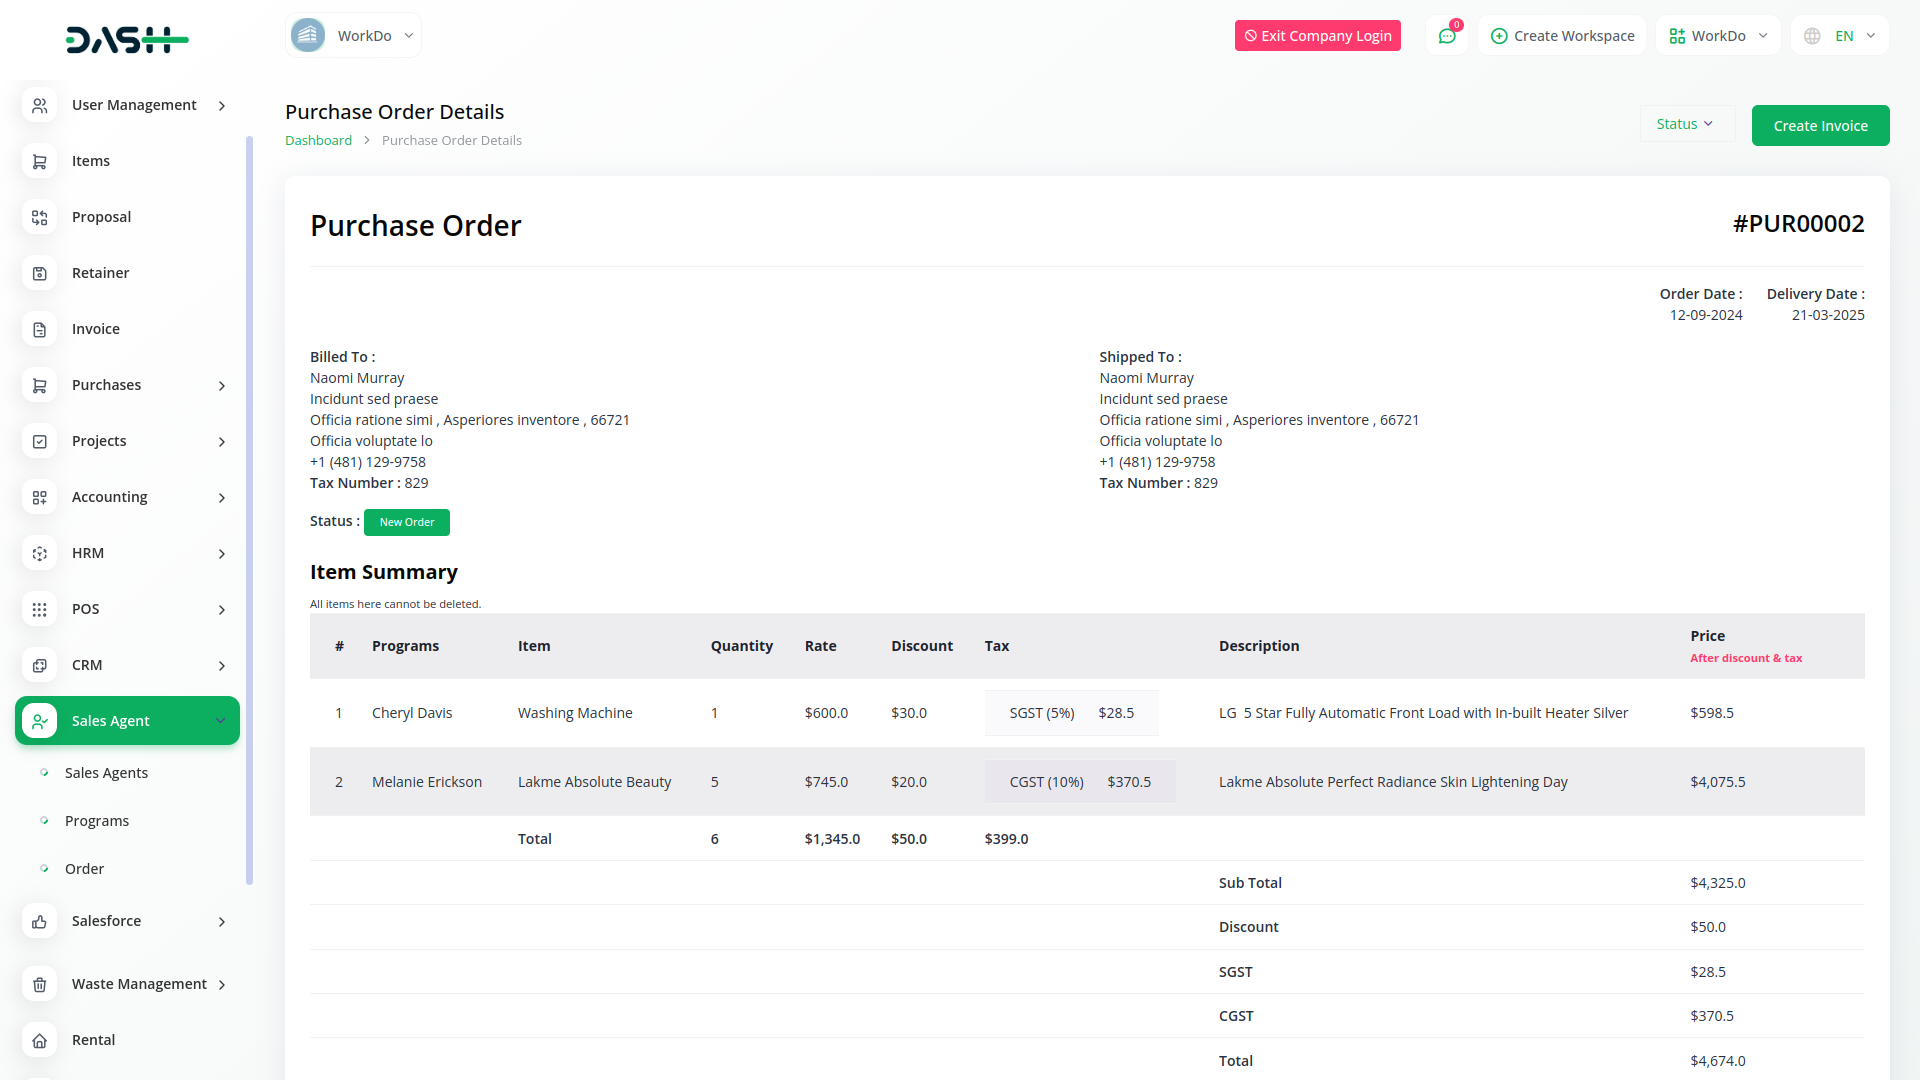 DASH
WorkDo
Exit Company Login
0
Create Workspace
WorkDo
EN
User Management
Items
Proposal
Retainer
Invoice
Purchases
Projects
Accounting
HRM
POS
CRM
Sales Agent
Sales Agents
Programs
Order
Salesforce
Waste Management
Rental
Purchase Order Details
Dashboard > Purchase Order Details
Status
Create Invoice
Purchase Order
#PUR00002
Order Date : Delivery Date :
12-09-2024 21-03-2025
Billed To :
Naomi Murray
Incidunt sed praese
Officia ratione simi , Asperiores inventore , 66721
Officia voluptate lo
+1 (481) 129-9758
Tax Number : 829
Shipped To :
Naomi Murray
Incidunt sed praese
Officia ratione simi , Asperiores inventore , 66721
Officia voluptate lo
+1 (481) 129-9758
Tax Number : 829
Status : New Order
Item Summary
All items here cannot be deleted.
# Programs Item Quantity Rate Discount Tax Description Price
After discount & tax
1 Cheryl Davis Washing Machine 1 $600.0 $30.0 SGST (5%) $28.5 LG 5 Star Fully Automatic Front Load with In-built Heater Silver $598.5
2 Melanie Erickson Lakme Absolute Beauty 5 $745.0 $20.0 CGST (10%) $370.5 Lakme Absolute Perfect Radiance Skin Lightening Day $4,075.5
Total 6 $1,345.0 $50.0 $399.0
Sub Total $4,325.0
Discount $50.0
SGST $28.5
CGST $370.5
Total $4,674.0